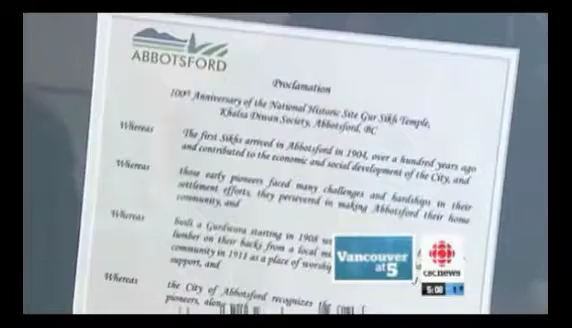 ABBOTSFORD
Proclamation
100th Anniversary of the National Historic Site Gur Sikh Temple,
Khalsa Diwan Society, Abbotsford, BC
Whereas The first Sikhs arrived in Abbotsford in 1904, over a hundred years ago
and contributed to the economic and social development of the City, and
Whereas those early pioneers faced many challenges and hardships in their
settlement efforts, they persevered in making Abbotsford their home
community, and
Whereas built a Gurdwara starting in 1908
lumber on their backs from a local
community in 1911 as a place of worship
support, and
Whereas the City of Abbotsford recognizes the
pioneers, along
Vancouver
at 5
CBCNEWS
5:08